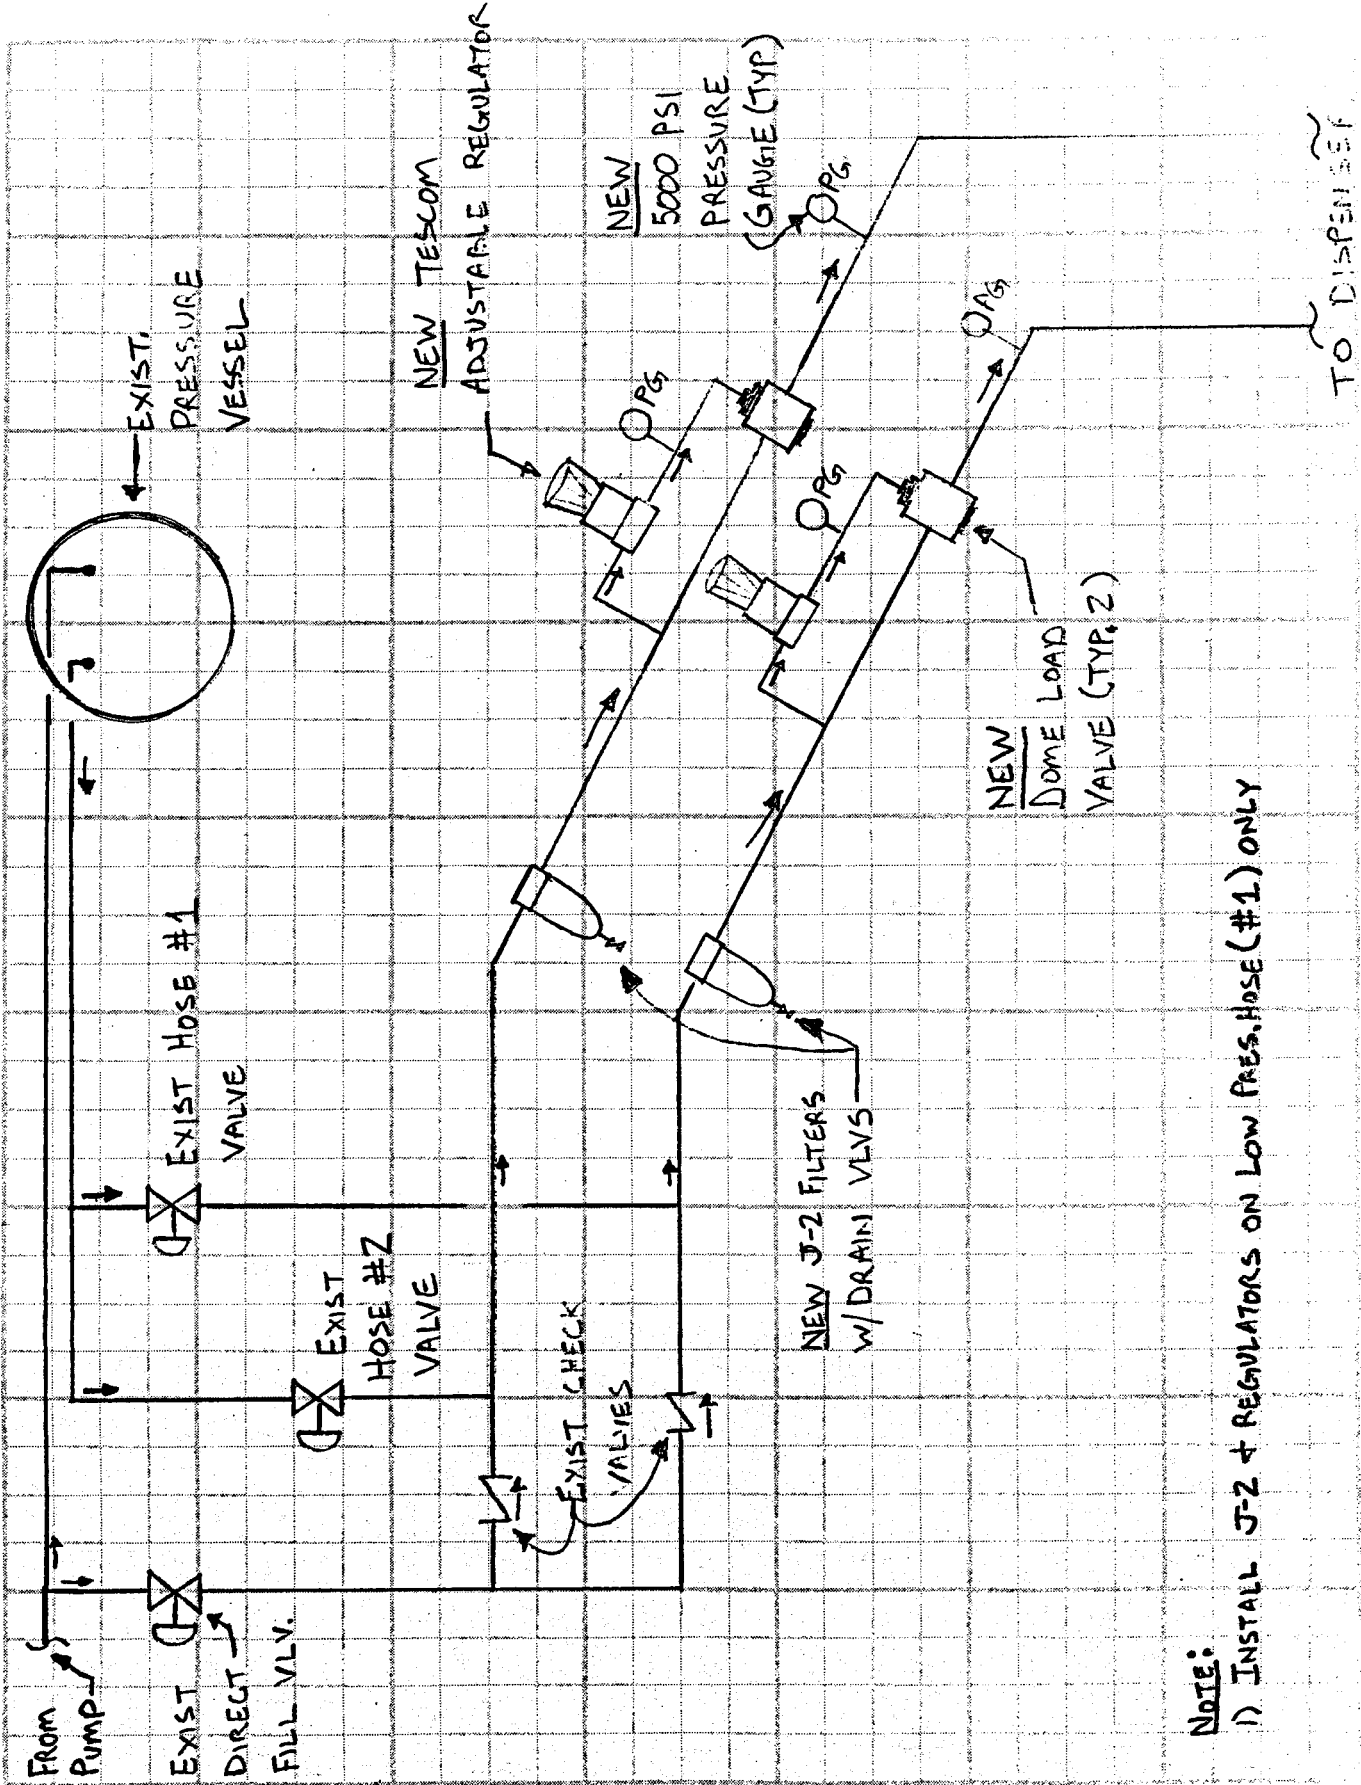 FROM
PUMP
EXIST
DIRECT
FILL VLV.
EXIST HOSE #1
VALVE
EXIST
HOSE #2
VALVE
EXIST.
PRESSURE
VESSEL
NEW TESCOM
ADJUSTABLE REGULATOR
EXIST CHECK
VALVES
NEW
5000 PSI
PRESSURE
GAUGE (TYP)
PG
PG
PG
PG
NEW J-2 FILTERS
W/DRAIN VLVS
NEW
DOME LOAD
VALVE (TYP. 2)
TO DISPENSER
NOTE:
1) INSTALL J-2 + REGULATORS ON LOW PRES. HOSE (#1) ONLY